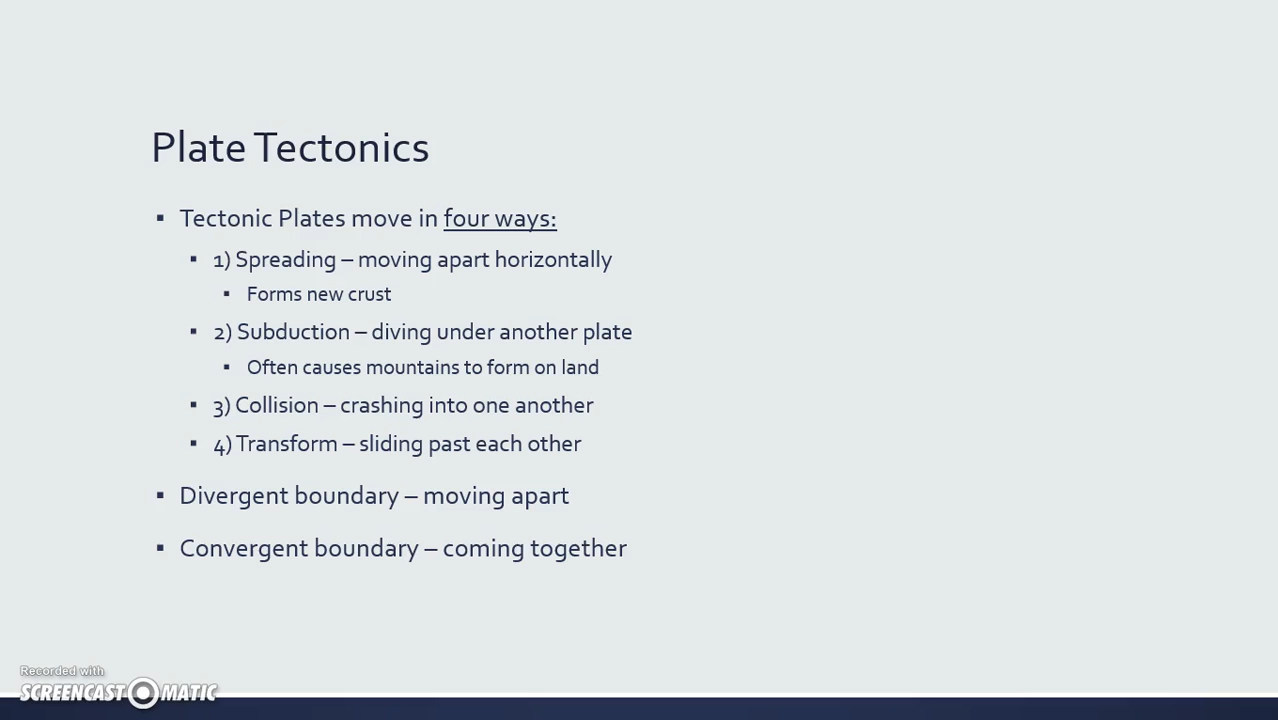 Plate Tectonics
▪ Tectonic Plates move in four ways:
▪ 1) Spreading – moving apart horizontally
▪ Forms new crust
▪ 2) Subduction – diving under another plate
▪ Often causes mountains to form on land
▪ 3) Collision – crashing into one another
▪ 4) Transform – sliding past each other
▪ Divergent boundary – moving apart
▪ Convergent boundary – coming together
Recorded with
SCREENCAST MATIC